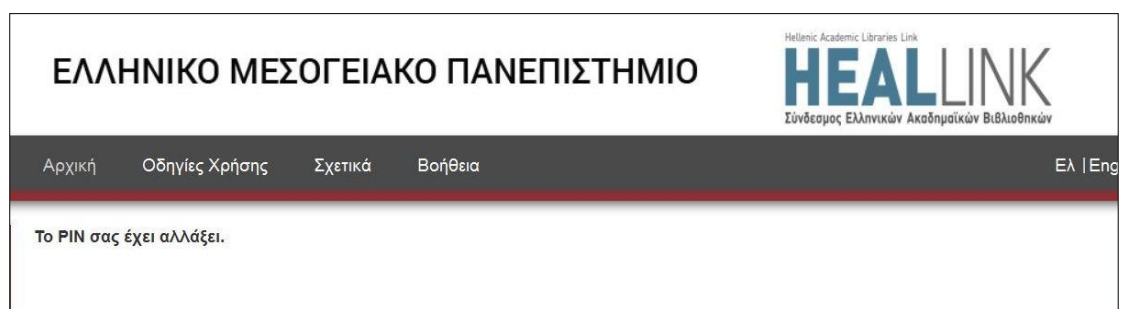 ΕΛΛΗΝΙΚΟ ΜΕΣΟΓΕΙΑΚΟ ΠΑΝΕΠΙΣΤΗΜΙΟ
Hellenic Academic Libraries Link
HEALLINK
Σύνδεσμος Ελληνικών Ακαδημαϊκών Βιβλιοθηκών
Αρχική Οδηγίες Χρήσης Σχετικά Βοήθεια Ελ |Eng
Το PIN σας έχει αλλάξει.